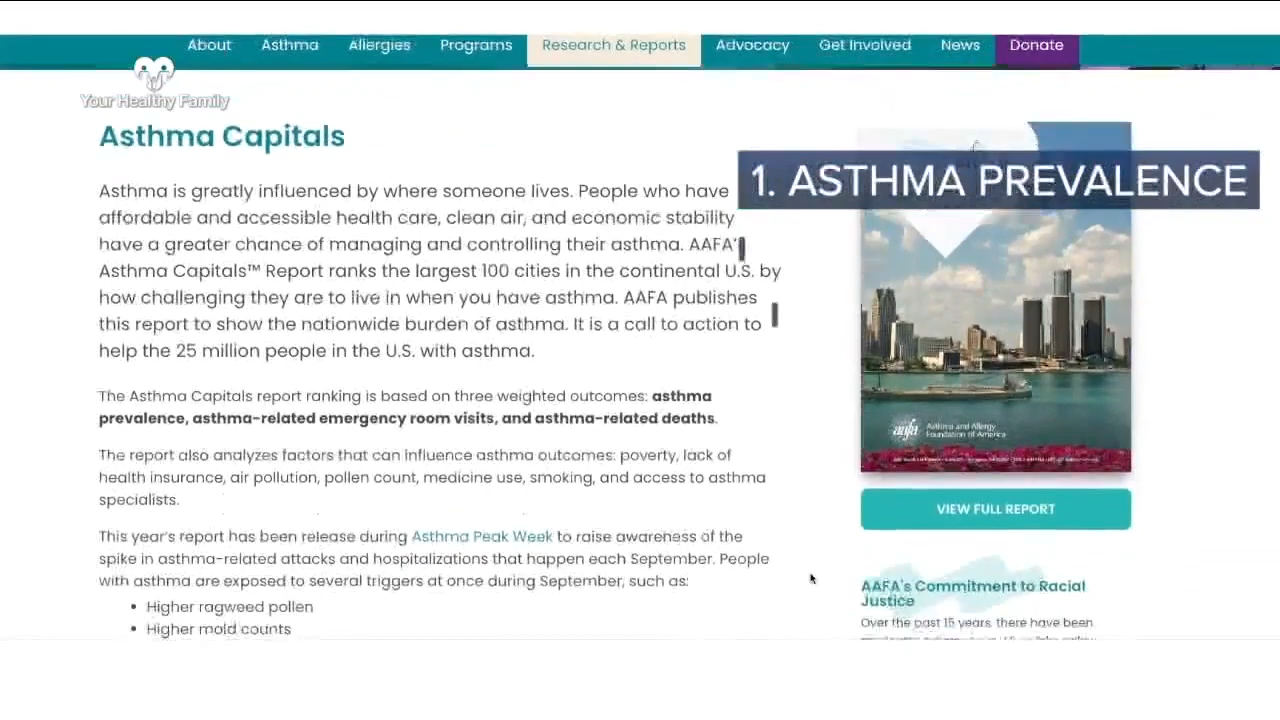 About Asthma Allergies Programs Research & Reports Advocacy Get Involved News Donate
Your Healthy Family
Asthma Capitals
Asthma is greatly influenced by where someone lives. People who have
affordable and accessible health care, clean air, and economic stability
have a greater chance of managing and controlling their asthma. AAFA's
Asthma Capitals™ Report ranks the largest 100 cities in the continental U.S. by
how challenging they are to live in when you have asthma. AAFA publishes
this report to show the nationwide burden of asthma. It is a call to action to
help the 25 million people in the U.S. with asthma.
The Asthma Capitals report ranking is based on three weighted outcomes: asthma
prevalence, asthma-related emergency room visits, and asthma-related deaths.
The report also analyzes factors that can influence asthma outcomes: poverty, lack of
health insurance, air pollution, pollen count, medicine use, smoking, and access to asthma
specialists.
This year's report has been release during Asthma Peak Week to raise awareness of the
spike in asthma-related attacks and hospitalizations that happen each September. People
with asthma are exposed to several triggers at once during September, such as:
• Higher ragweed pollen
• Higher mold counts
1. ASTHMA PREVALENCE
aafa Asthma and Allergy
Foundation of America
VIEW FULL REPORT
AAFA's Commitment to Racial
Justice
Over the past 15 years, there have been